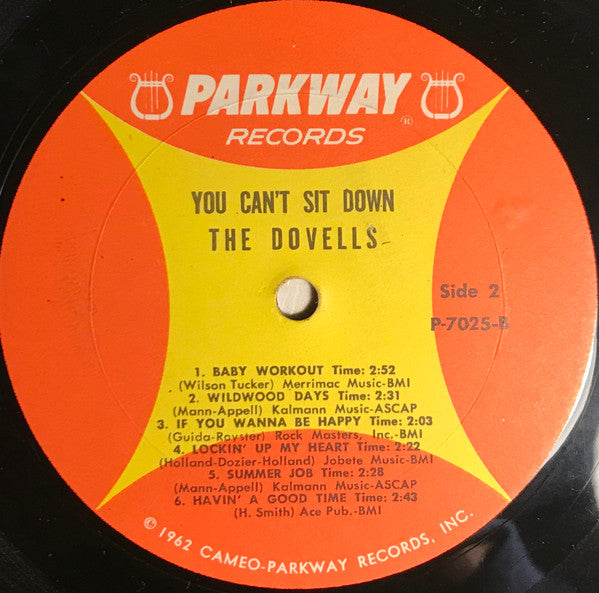 PARKWAY ®
RECORDS
YOU CAN'T SIT DOWN
THE DOVELLS
Side 2
P-7025-B
1. BABY WORKOUT Time: 2:52
(Wilson Tucker) Merrimac Music-BMI
2. WILDWOOD DAYS Time: 2:31
(Mann-Appell) Kalmann Music-ASCAP
3. IF YOU WANNA BE HAPPY Time: 2:03
(Guida-Royster) Rock Masters, Inc.-BMI
4. LOCKIN' UP MY HEART Time: 2:22
(Holland-Dozier-Holland) Jobete Music-BMI
5. SUMMER JOB Time: 2:28
(Mann-Appell) Kalmann Music-ASCAP
6. HAVIN' A GOOD TIME Time: 2:43
(H. Smith) Ace Pub.-BMI
© 1962 CAMEO-PARKWAY RECORDS, INC.